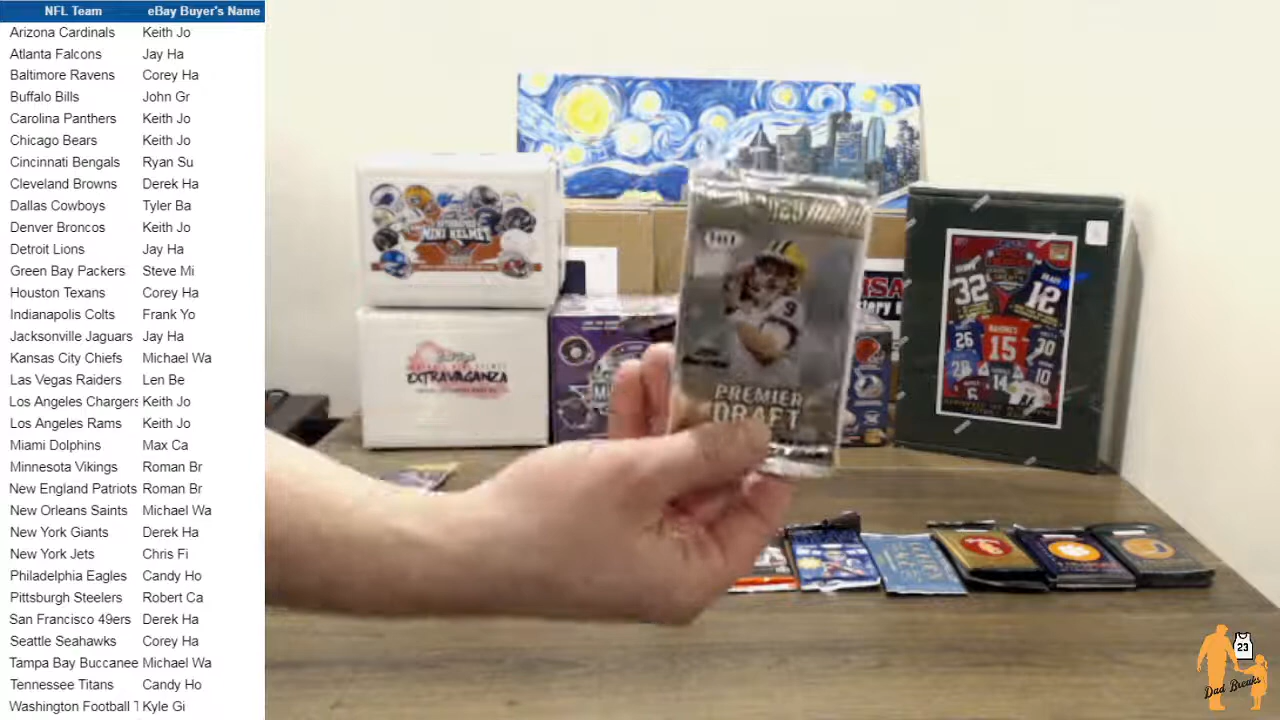 NFL Team eBay Buyer's Name
Arizona Cardinals Keith Jo
Atlanta Falcons Jay Ha
Baltimore Ravens Corey Ha
Buffalo Bills John Gr
Carolina Panthers Keith Jo
Chicago Bears Keith Jo
Cincinnati Bengals Ryan Su
Cleveland Browns Derek Ha
Dallas Cowboys Tyler Ba
Denver Broncos Keith Jo
Detroit Lions Jay Ha
Green Bay Packers Steve Mi
Houston Texans Corey Ha
Indianapolis Colts Frank Yo
Jacksonville Jaguars Jay Ha
Kansas City Chiefs Michael Wa
Las Vegas Raiders Len Be
Los Angeles Chargers Keith Jo
Los Angeles Rams Keith Jo
Miami Dolphins Max Ca
Minnesota Vikings Roman Br
New England Patriots Roman Br
New Orleans Saints Michael Wa
New York Giants Derek Ha
New York Jets Chris Fi
Philadelphia Eagles Candy Ho
Pittsburgh Steelers Robert Ca
San Francisco 49ers Derek Ha
Seattle Seahawks Corey Ha
Tampa Bay Buccanee Michael Wa
Tennessee Titans Candy Ho
Washington Football T Kyle Gi
MINI HELMET
EXTRAVAGANZA
HIT
9
PREMIER
DRAFT
32
12
26
15
30
14
10
23
Dad Breaks